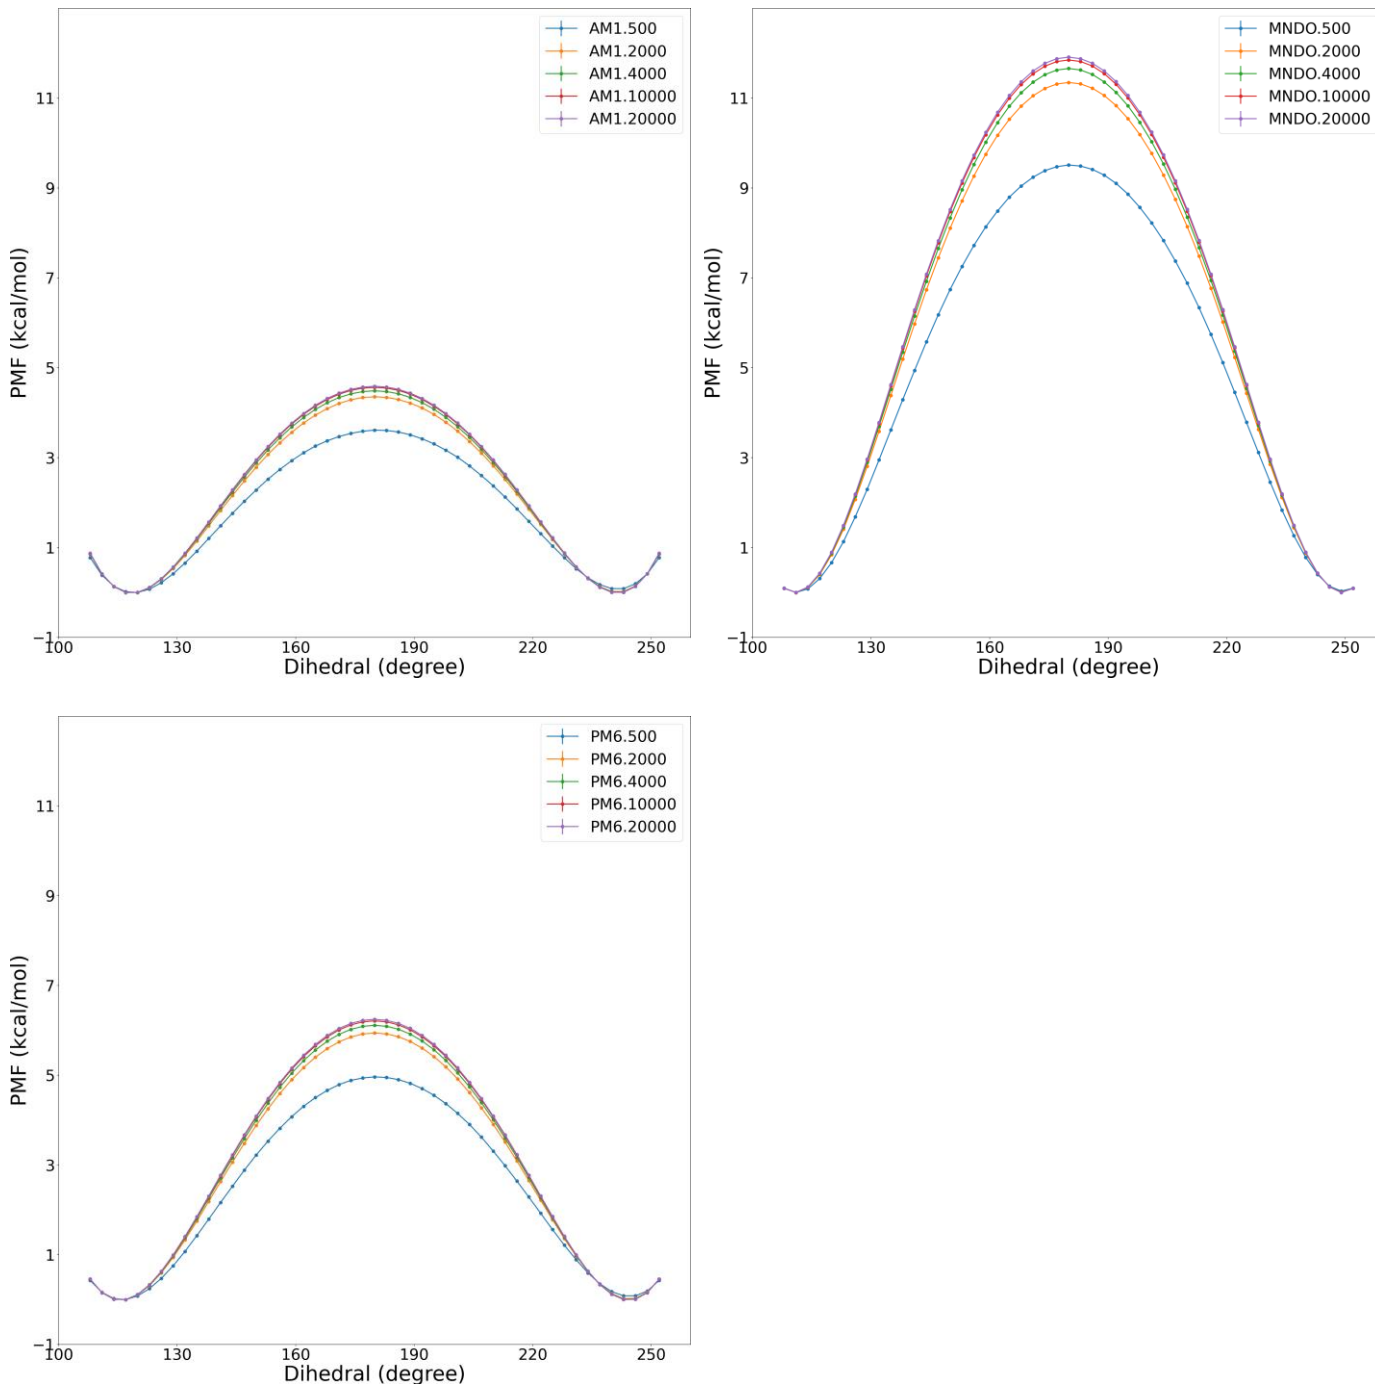 AM1.500
AM1.2000
AM1.4000
AM1.10000
AM1.20000
11
9
7
5
3
1
−1
100
130
160
190
220
250
PMF (kcal/mol)
Dihedral (degree)
MNDO.500
MNDO.2000
MNDO.4000
MNDO.10000
MNDO.20000
11
9
7
5
3
1
−1
100
130
160
190
220
250
PMF (kcal/mol)
Dihedral (degree)
PM6.500
PM6.2000
PM6.4000
PM6.10000
PM6.20000
11
9
7
5
3
1
−1
100
130
160
190
220
250
PMF (kcal/mol)
Dihedral (degree)